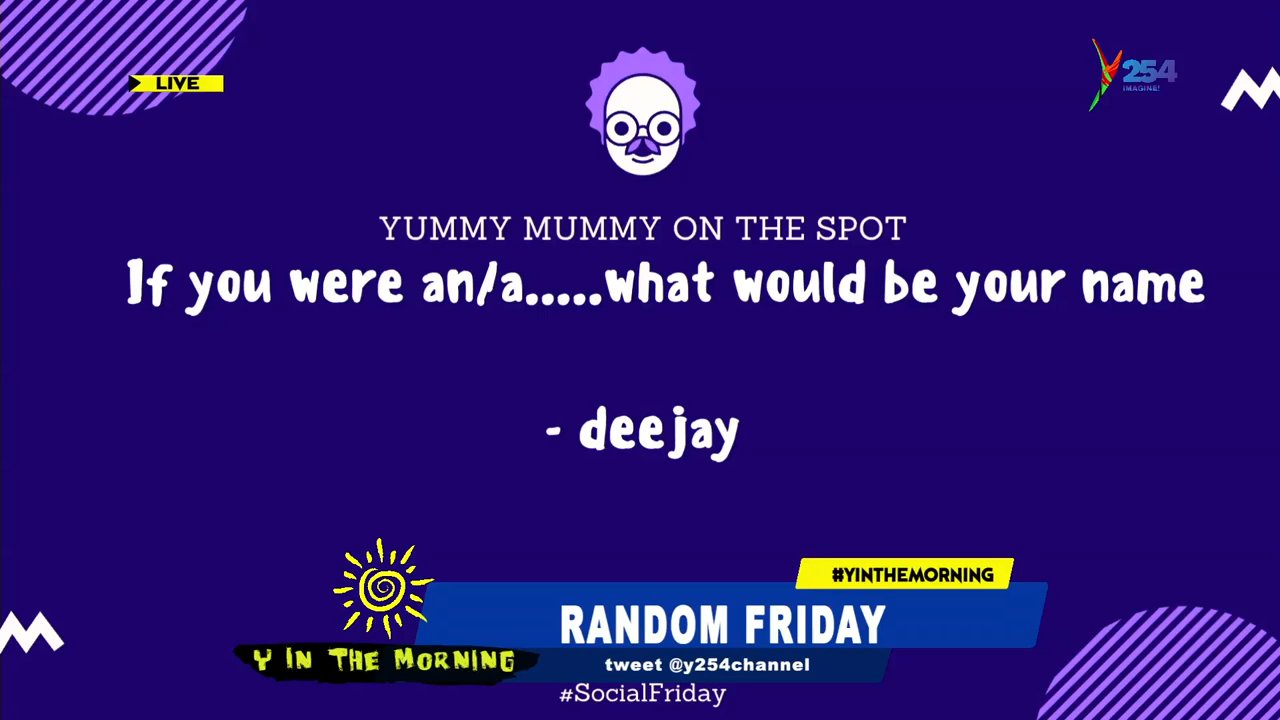 LIVE
254
IMAGINE!
YUMMY MUMMY ON THE SPOT
If you were an/a.....what would be your name
- deejay
#YINTHEMORNING
RANDOM FRIDAY
Y IN THE MORNING
tweet @y254channel
#SocialFriday